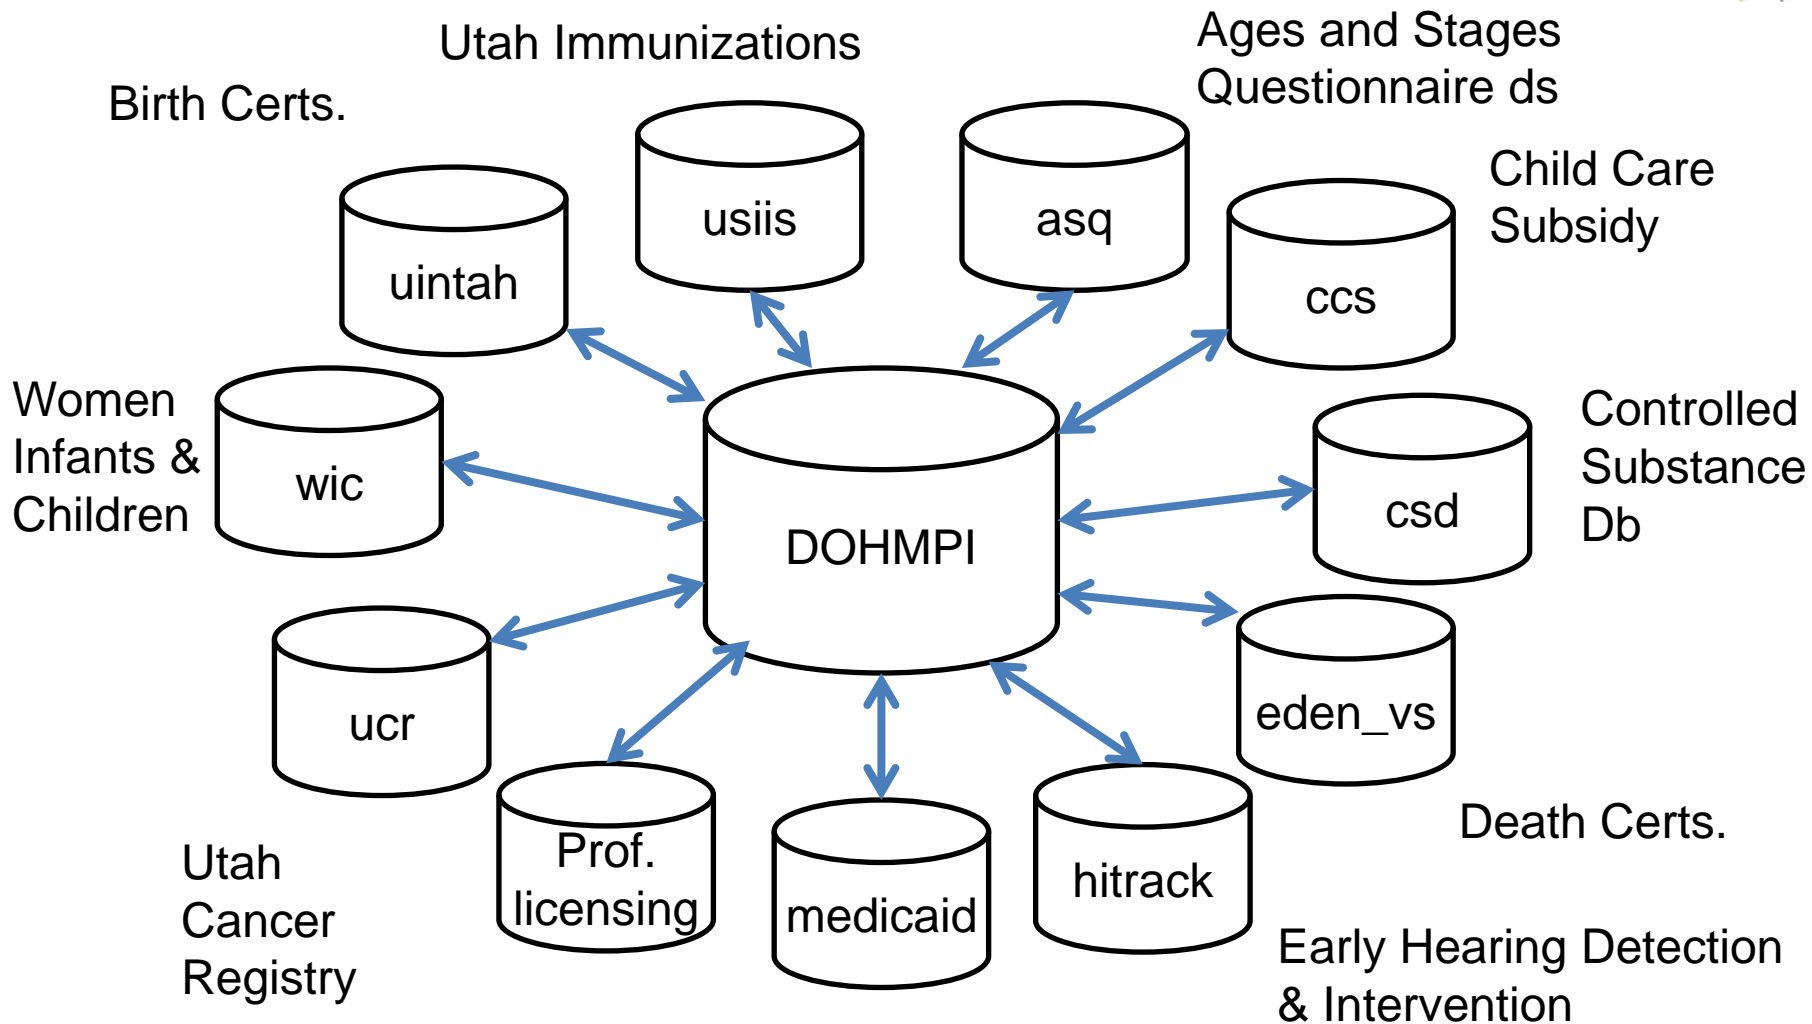 Utah Immunizations
Ages and Stages
Questionnaire ds
Birth Certs.
Child Care
Subsidy
usiis
asq
uintah
ccs
Women
Infants &
Children
wic
DOHMPI
csd
Controlled
Substance
Db
ucr
eden_vs
Prof.
licensing
medicaid
hitrack
Death Certs.
Utah
Cancer
Registry
Early Hearing Detection
& Intervention